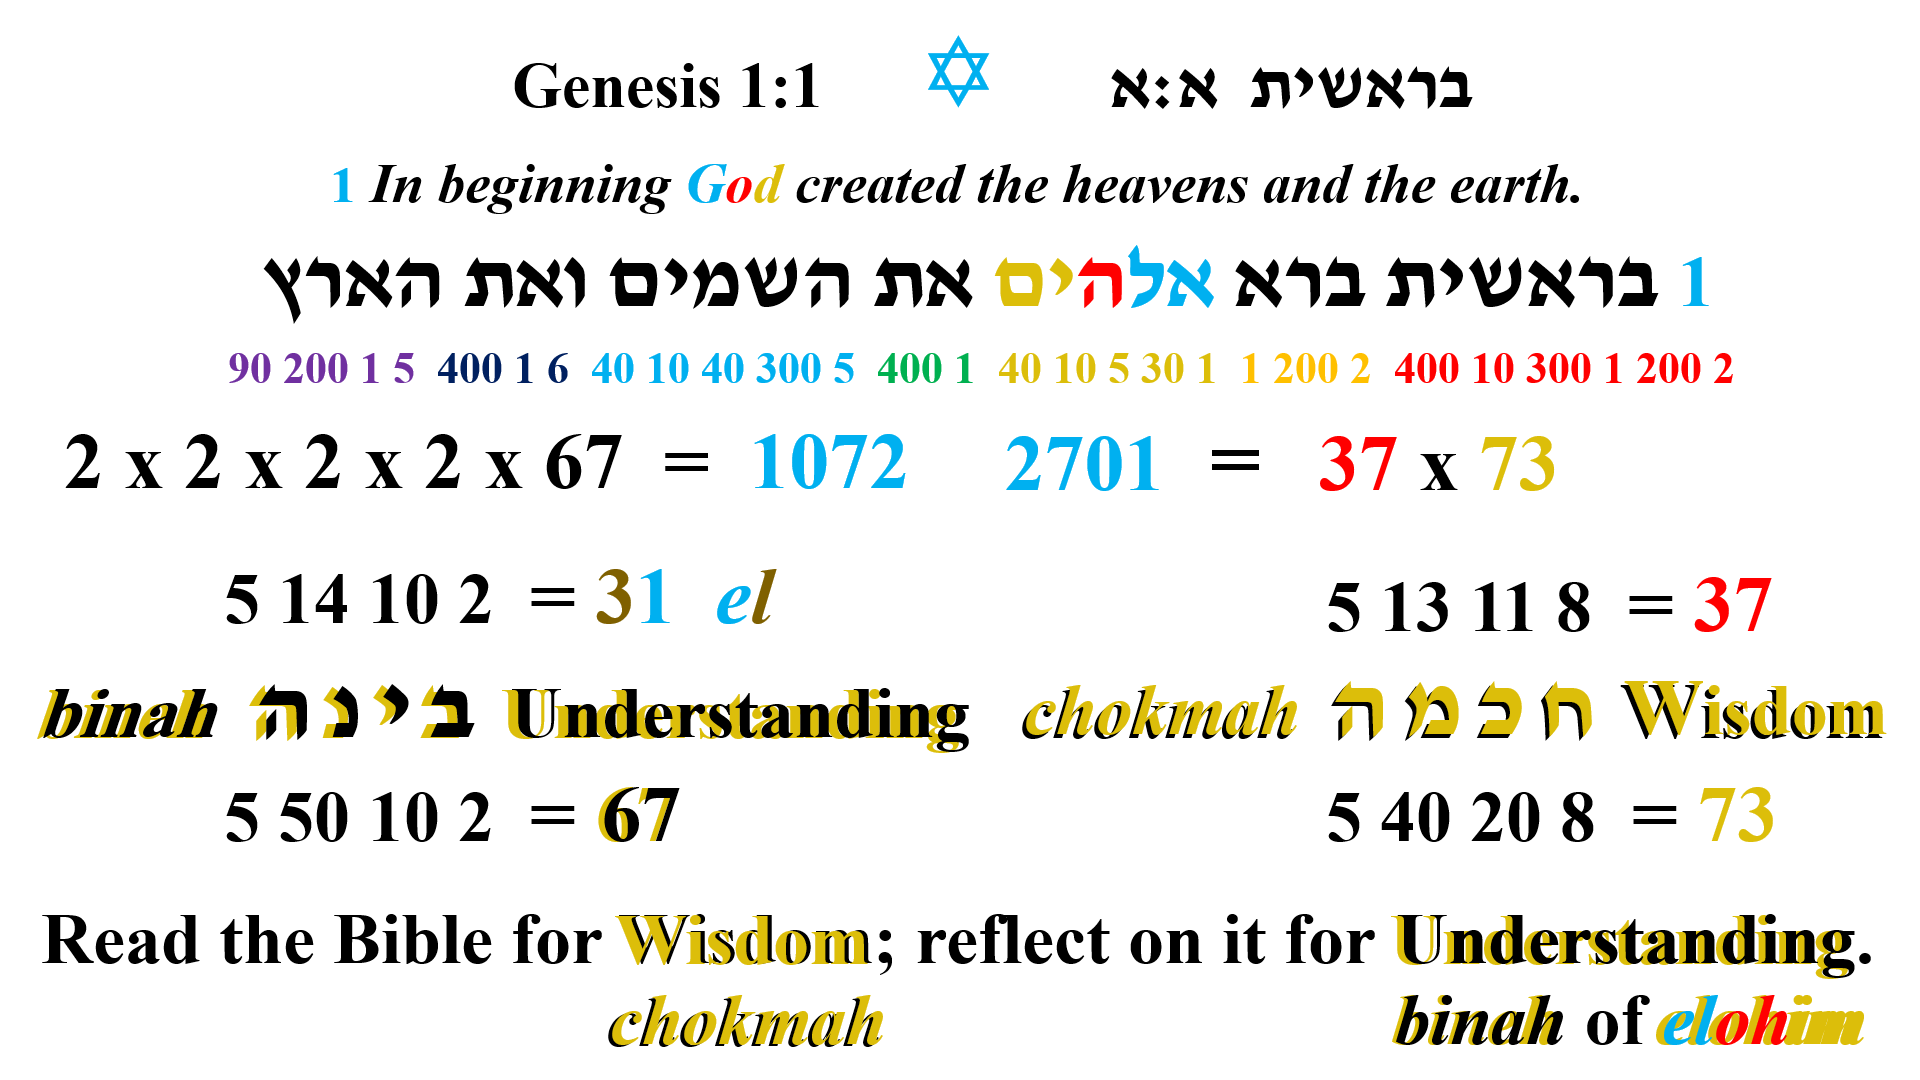 Genesis 1:1 ✡ בראשית א:א
1 In beginning God created the heavens and the earth.
1 בראשית ברא אלהים את השמים ואת הארץ
90 200 1 5 400 1 6 40 10 40 300 5 400 1 40 10 5 30 1 1 200 2 400 10 300 1 200 2
2 x 2 x 2 x 2 x 67 = 1072 2701 = 37 x 73
5 14 10 2 = 31 el 5 13 11 8 = 37
binah בינה Understanding chokmah חכמה Wisdom
5 50 10 2 = 67 5 40 20 8 = 73
Read the Bible for Wisdom; reflect on it for Understanding.
chokmah binah of elohim